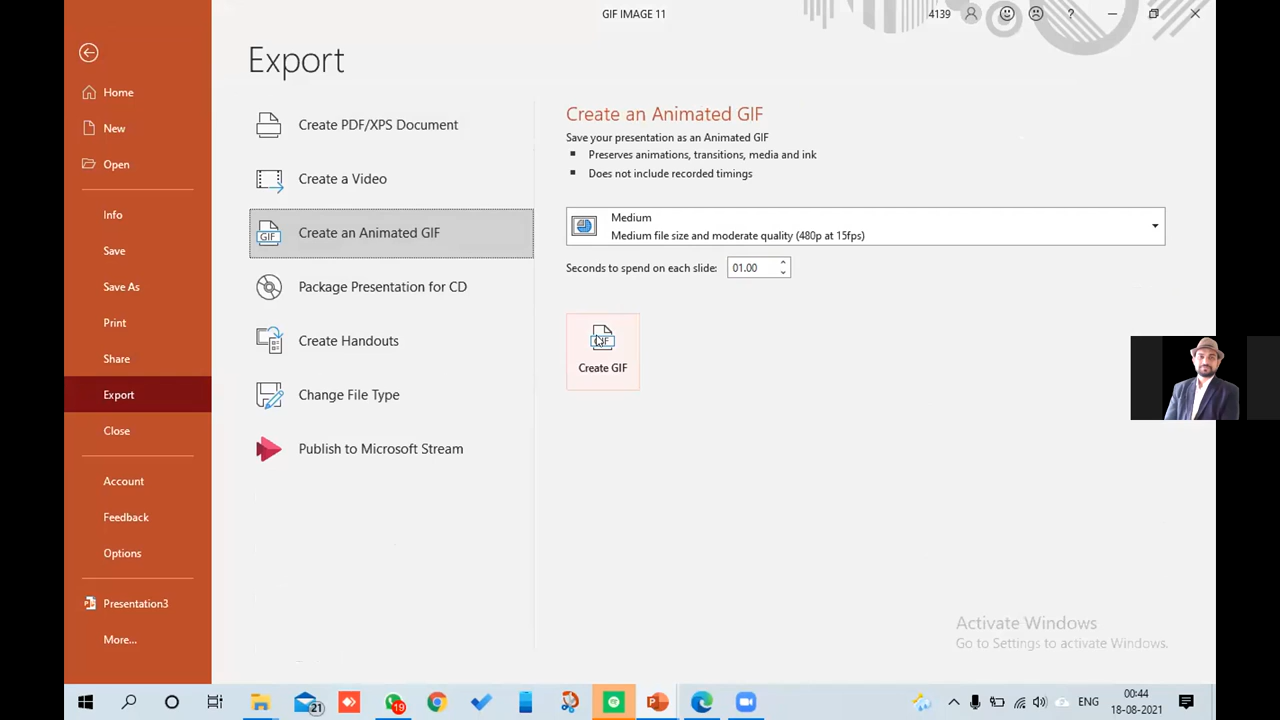 GIF IMAGE 11
4139
?
Home
New
Open
Info
Save
Save As
Print
Share
Export
Close
Account
Feedback
Options
Presentation3
More...
Export
Create PDF/XPS Document
Create a Video
GIF
Create an Animated GIF
Package Presentation for CD
Create Handouts
Change File Type
Publish to Microsoft Stream
Create an Animated GIF
Save your presentation as an Animated GIF
Preserves animations, transitions, media and ink
Does not include recorded timings
Medium
Medium file size and moderate quality (480p at 15fps)
Seconds to spend on each slide: 01.00
Create GIF
Activate Windows
Go to Settings to activate Windows.
21
19
ENG
00:44
18-08-2021